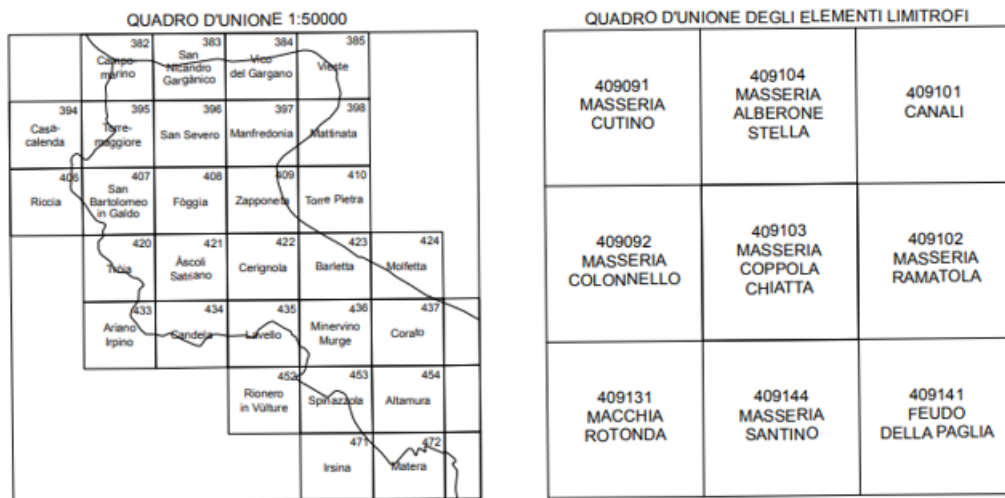 QUADRO D'UNIONE 1:50000
382
Campo-
marino
383
San
Nicandro
Gargànico
384
Vico
del Gargano
385
Vieste
394
Casa-
calenda
395
Torre-
maggiore
396
San Severo
397
Manfredonia
398
Mattinata
406
Riccia
407
San
Bartolomeo
in Galdo
408
Fòggia
409
Zapponeta
410
Torre Pietra
420
Tròia
421
Àscoli
Satriano
422
Cerignola
423
Barletta
424
Molfetta
433
Ariano
Irpino
434
Candela
435
Lavello
436
Minervino
Murge
437
Corato
452
Rionero
in Vùlture
453
Spinazzola
454
Altamura
471
Irsina
472
Matera
QUADRO D'UNIONE DEGLI ELEMENTI LIMITROFI
409091
MASSERIA
CUTINO
409104
MASSERIA
ALBERONE
STELLA
409101
CANALI
409092
MASSERIA
COLONNELLO
409103
MASSERIA
COPPOLA
CHIATTA
409102
MASSERIA
RAMATOLA
409131
MACCHIA
ROTONDA
409144
MASSERIA
SANTINO
409141
FEUDO
DELLA PAGLIA